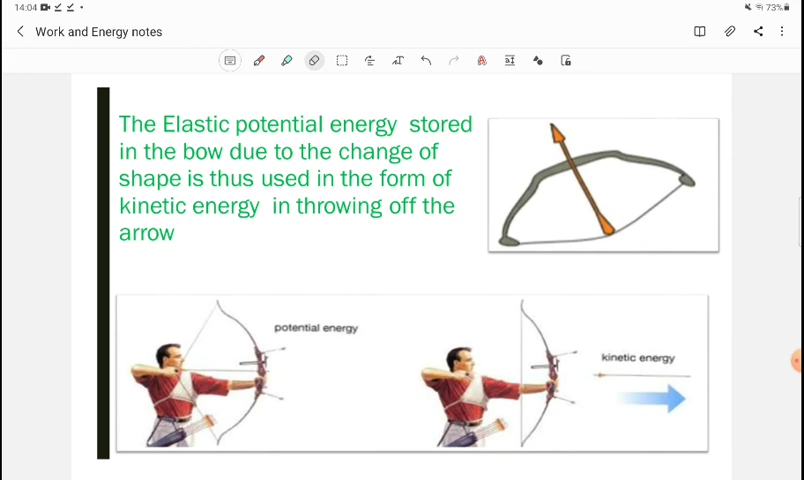 14:04
73%
Work and Energy notes
The Elastic potential energy stored
in the bow due to the change of
shape is thus used in the form of
kinetic energy in throwing off the
arrow
potential energy
kinetic energy